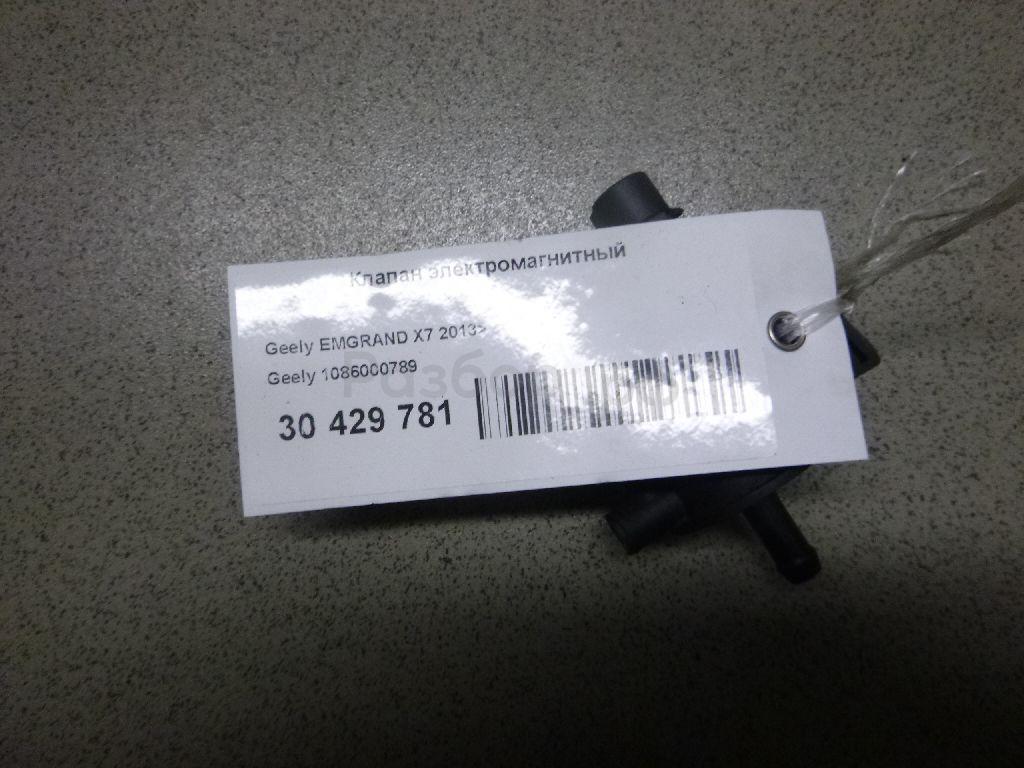 Клапан электромагнитный
Geely EMGRAND X7 2013>
Geely 1086000789
30 429 781